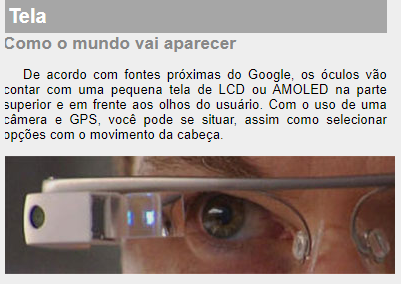 Tela
Como o mundo vai aparecer
De acordo com fontes próximas do Google, os óculos vão
contar com uma pequena tela de LCD ou AMOLED na parte
superior e em frente aos olhos do usuário. Com o uso de uma
câmera e GPS, você pode se situar, assim como selecionar
opções com o movimento da cabeça.